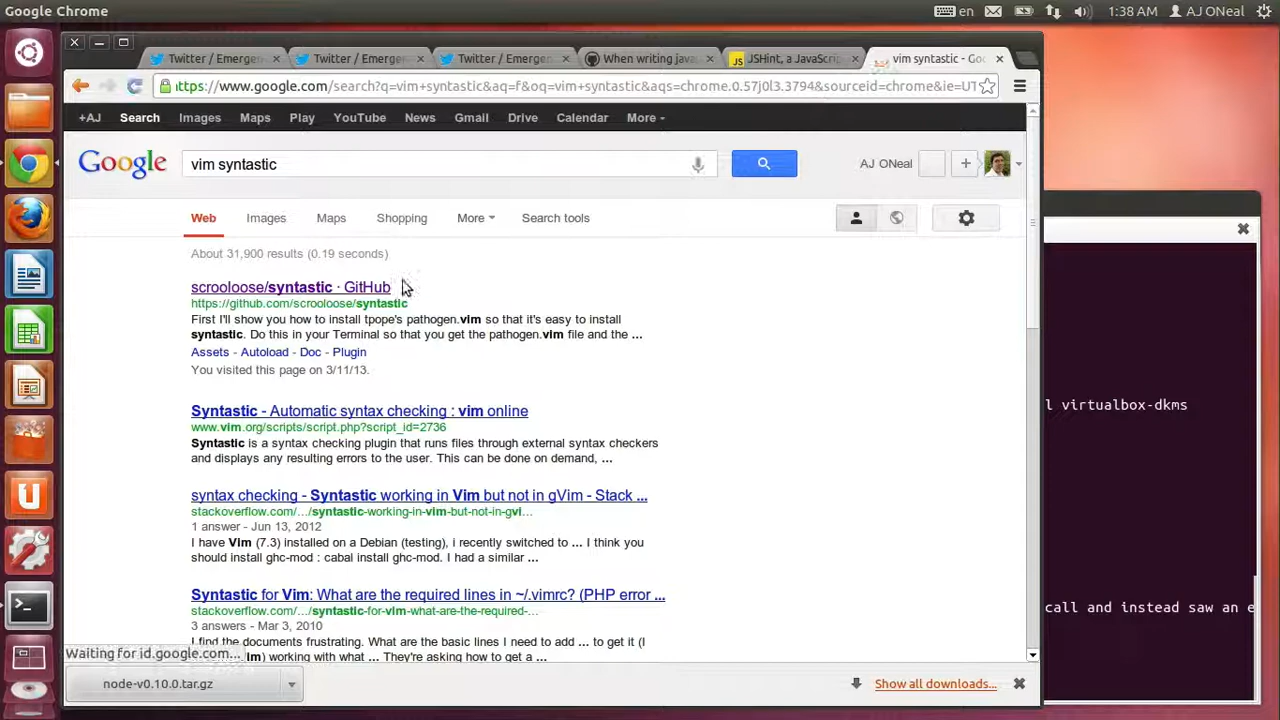 Google Chrome
en
1:38 AM
AJ ONeal
Twitter / Emerge
Twitter / Emerge
Twitter / Emerge
When writing java
JS
JSHint, a JavaScri
vim syntastic - Goo
ttps://www.google.com
earch?q=vim+syntastic&aq=f&oq=vim+syntastic&aqs=chrome.0.57j0l3.3794&sourceid=chrome&ie=UT
+AJ Search Images Maps Play YouTube News Gmail Drive Calendar More
Google
vim syntastic
AJ ONeal
+
Web Images Maps Shopping More Search tools
About 31,900 results (0.19 seconds)
scrooloose/syntastic · GitHub
https://github.com/scrooloose/syntastic
First I'll show you how to install tpope's pathogen.vim so that it's easy to install
syntastic. Do this in your Terminal so that you get the pathogen.vim file and the ...
Assets - Autoload - Doc - Plugin
You visited this page on 3/11/13.
Syntastic - Automatic syntax checking : vim online
www.vim.org/scripts/script.php?script_id=2736
Syntastic is a syntax checking plugin that runs files through external syntax checkers
and displays any resulting errors to the user. This can be done on demand, ...
l virtualbox-dkms
syntax checking - Syntastic working in Vim but not in gVim - Stack ...
stackoverflow.com/.../syntastic-working-in-vim-but-not-in-gvi...
1 answer - Jun 13, 2012
I have Vim (7.3) installed on a Debian (testing), i recently switched to ... I think you
should install ghc-mod : cabal install ghc-mod. I had a similar ...
Syntastic for Vim: What are the required lines in ~/.vimrc? (PHP error ...
stackoverflow.com/.../syntastic-for-vim-what-are-the-required-...
3 answers - Mar 3, 2010
call and instead saw an e
I find the documents frustrating. What are the basic lines I need to add ... to get it (I
Waiting for id.google.com...
im) working with what ... They're asking how to get a ...
node-v0.10.0.tar.gz
Show all downloads...